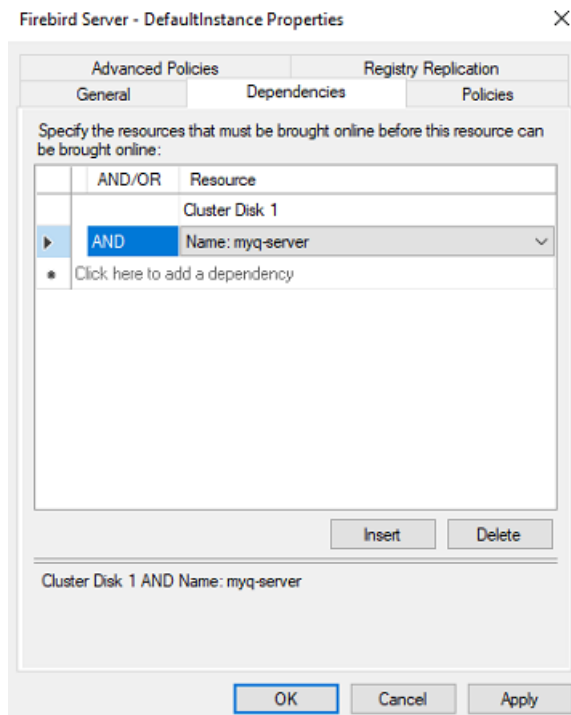 Firebird Server - DefaultInstance Properties
Advanced Policies Registry Replication
General Dependencies Policies
Specify the resources that must be brought online before this resource can
be brought online:
AND/OR Resource
Cluster Disk 1
AND Name: myq-server
Click here to add a dependency
Insert Delete
Cluster Disk 1 AND Name: myq-server
OK Cancel Apply